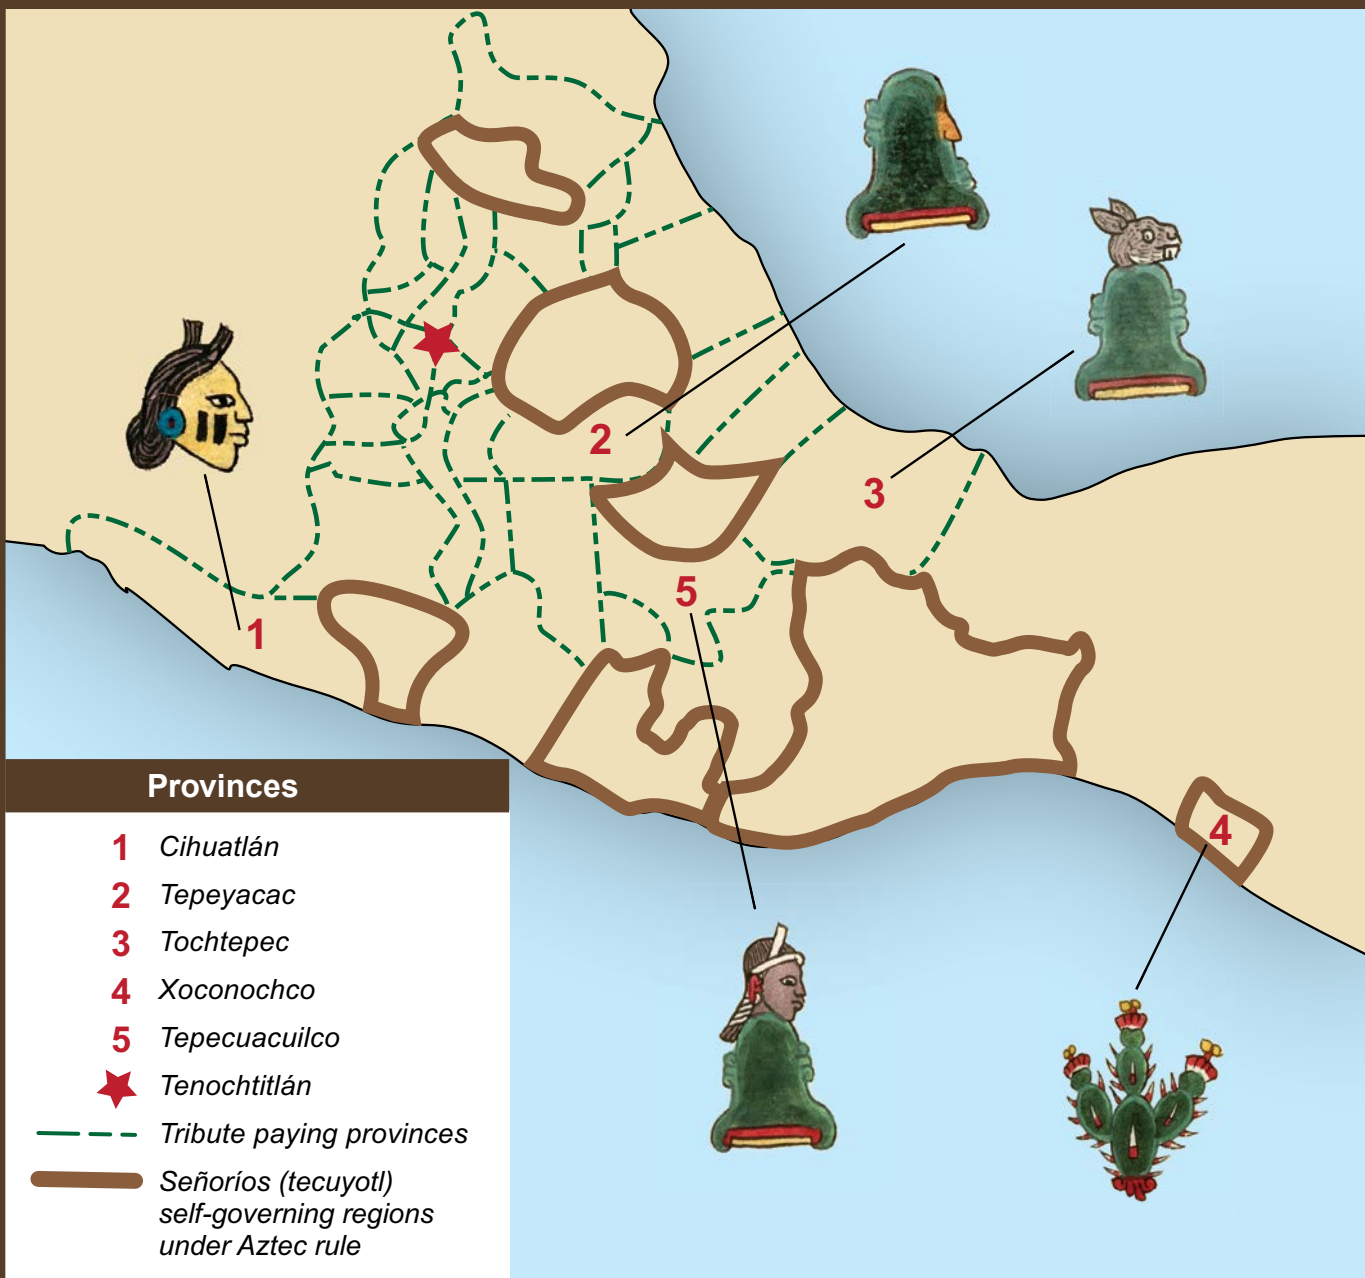 2
3
1
5
4
Provinces
1 Cihuatlán
2 Tepeyacac
3 Tochtepec
4 Xoconochco
5 Tepecuacuilco
Tenochtitlán
Tribute paying provinces
Señoríos (tecuyotl)
self-governing regions
under Aztec rule